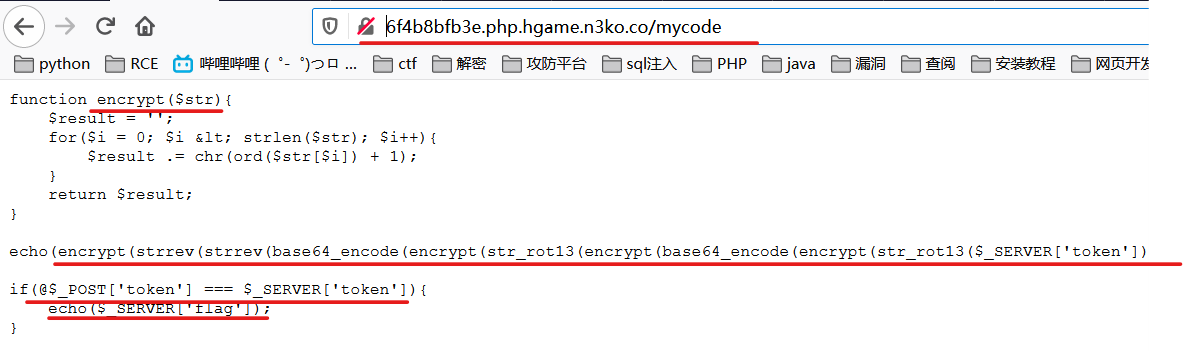 6f4b8bfb3e.php.hgame.n3ko.co/mycode
python RCE 哔哩哔哩 ( ゜- ゜)つロ ... ctf 解密 攻防平台 sql注入 PHP java 漏洞 查阅 安装教程 网页开发
function encrypt($str){
    $result = '';
    for($i = 0; $i &lt; strlen($str); $i++){
        $result .= chr(ord($str[$i]) + 1);
    }
    return $result;
}
echo(encrypt(strrev(strrev(base64_encode(encrypt(str_rot13(encrypt(base64_encode(encrypt(str_rot13($_SERVER['token'])
if(@$_POST['token'] === $_SERVER['token']){
    echo($_SERVER['flag']);
}